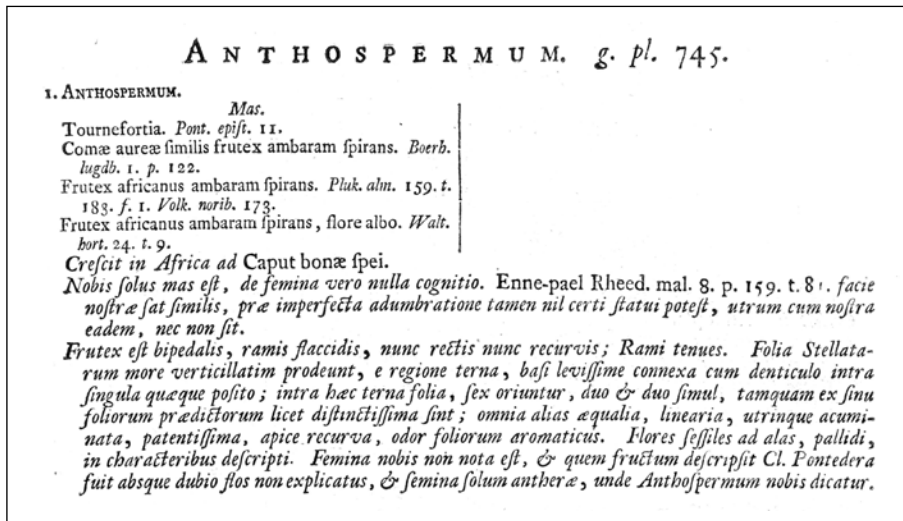 ANTHOSPERMUM. g. pl. 745.
1. ANTHOSPERMUM.
Mas.
Tournefortia. Pont. epiſt. 11.
Comæ aureæ ſimilis frutex ambaram ſpirans. Boerh.
lugdb. 1. p. 122.
Frutex africanus ambaram ſpirans. Pluk. alm. 159. t.
183. f. 1. Volk. norib. 173.
Frutex africanus ambaram ſpirans, flore albo. Walt.
hort. 24. t. 9.
Creſcit in Africa ad Caput bonæ ſpei.
Nobis ſolus mas eſt, de femina vero nulla cognitio. Enne-pael Rheed. mal. 8. p. 159. t. 81. facie
noſtræ ſat ſimilis, præ imperfecta adumbratione tamen nil certi ſtatui poteſt, utrum cum noſtra
eadem, nec non ſit.
Frutex eſt bipedalis, ramis flaccidis, nunc rectis nunc recurvis; Rami tenues. Folia Stellata-
rum more verticillatim prodeunt, e regione terna, baſi leviſſime connexa cum denticulo intra
ſingula quæque poſito; intra hæc terna folia, ſex oriuntur, duo & duo ſimul, tamquam ex ſinu
foliorum prædictorum licet diſtinctiſſima ſint; omnia alias æqualia, linearia, utrinque acumi-
nata, patentiſſima, apice recurva, odor foliorum aromaticus. Flores ſeſſiles ad alas, pallidi,
in characteribus deſcripti. Femina nobis non nota eſt, & quem fructum deſcripſit Cl. Pontedera
fuit absque dubio flos non explicatus, & ſemina ſolum antheræ, unde Anthoſpermum nobis dicatur.